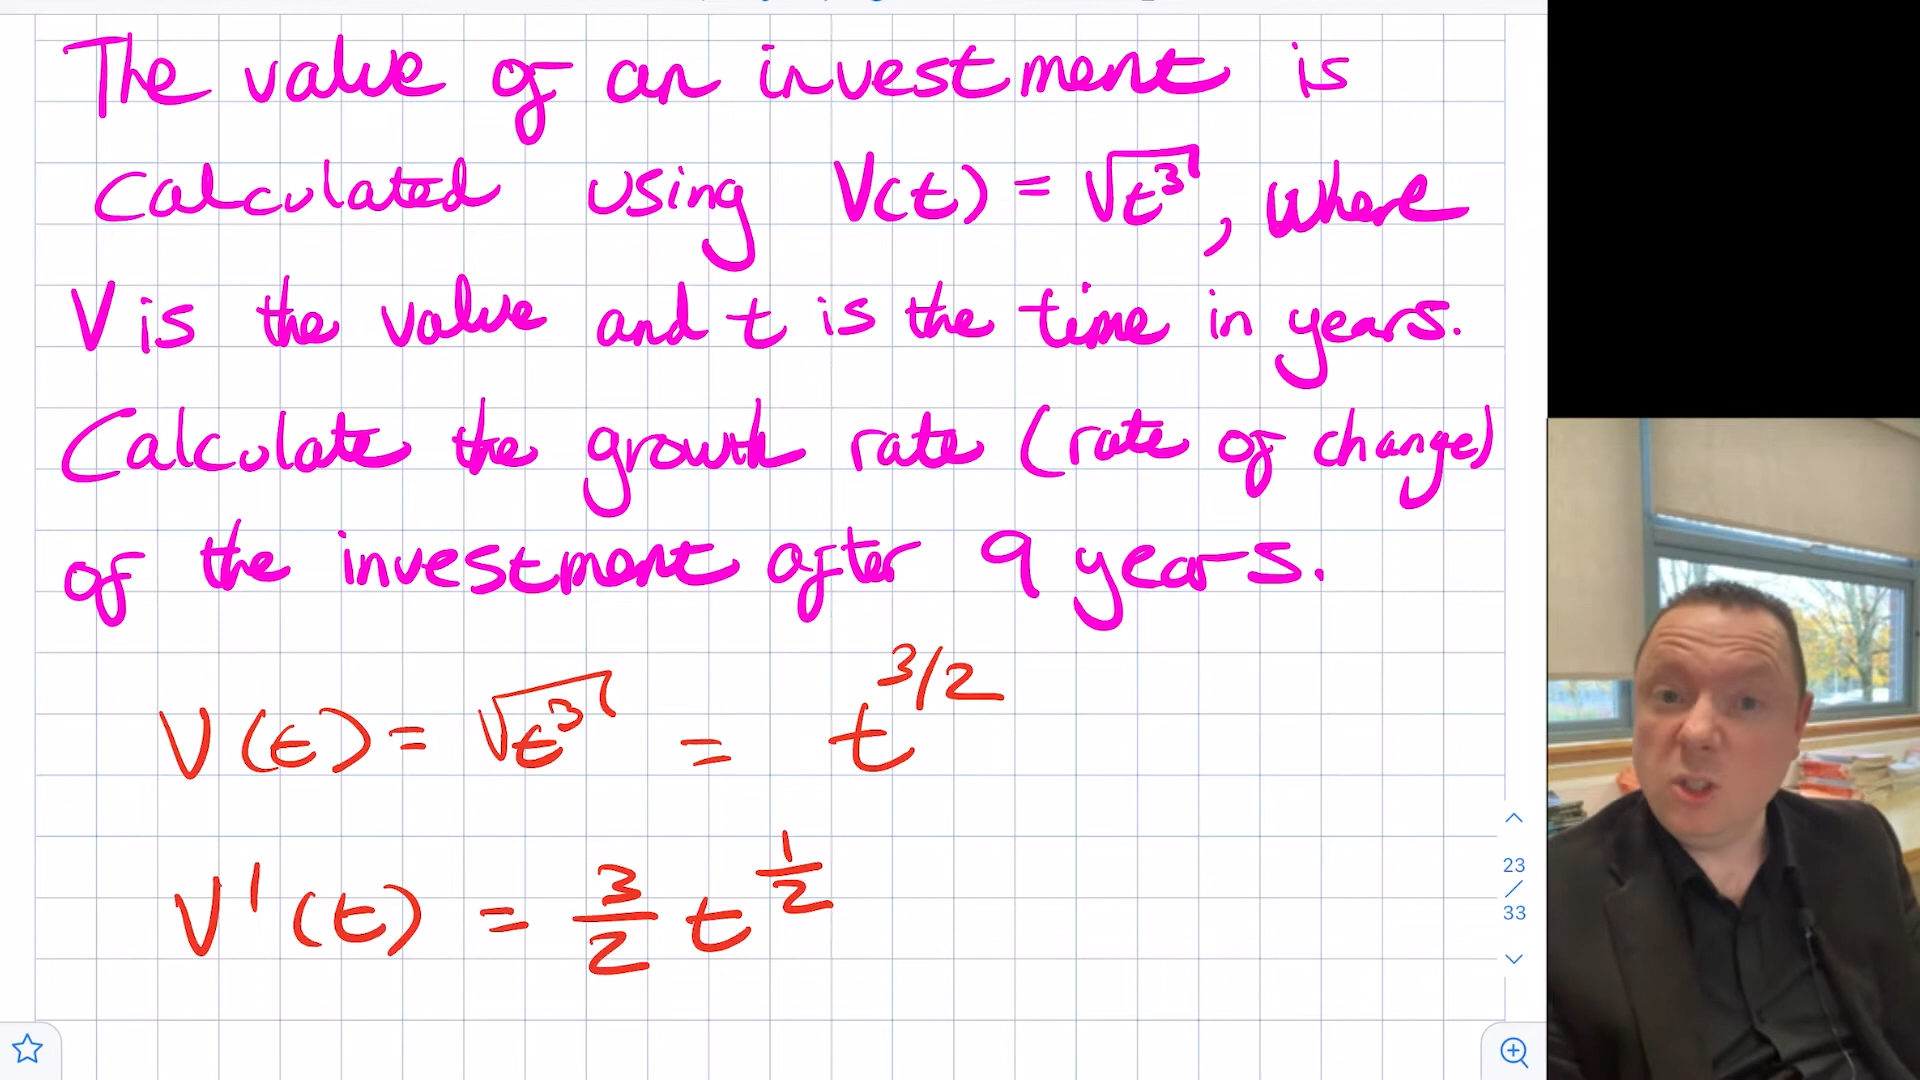 The value of an investment is
calculated using V(t) = √t³, where
V is the value and t is the time in years.
Calculate the growth rate (rate of change)
of the investment after 9 years.
V(t) = √t³ = t^3/2
V'(t) = 3/2 t^1/2
23
/
33